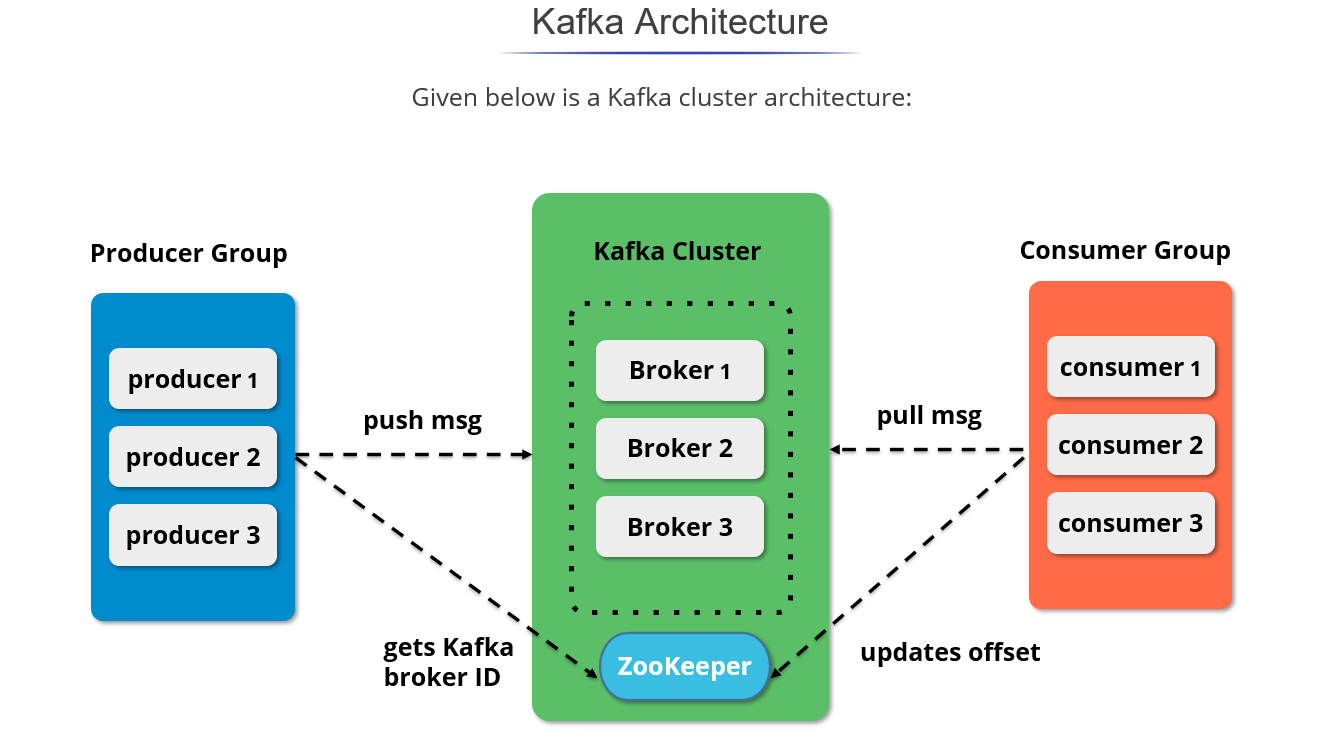 Kafka Architecture
Given below is a Kafka cluster architecture:
Producer Group
producer 1
producer 2
producer 3
push msg
gets Kafka
broker ID
Kafka Cluster
Broker 1
Broker 2
Broker 3
ZooKeeper
pull msg
updates offset
Consumer Group
consumer 1
consumer 2
consumer 3